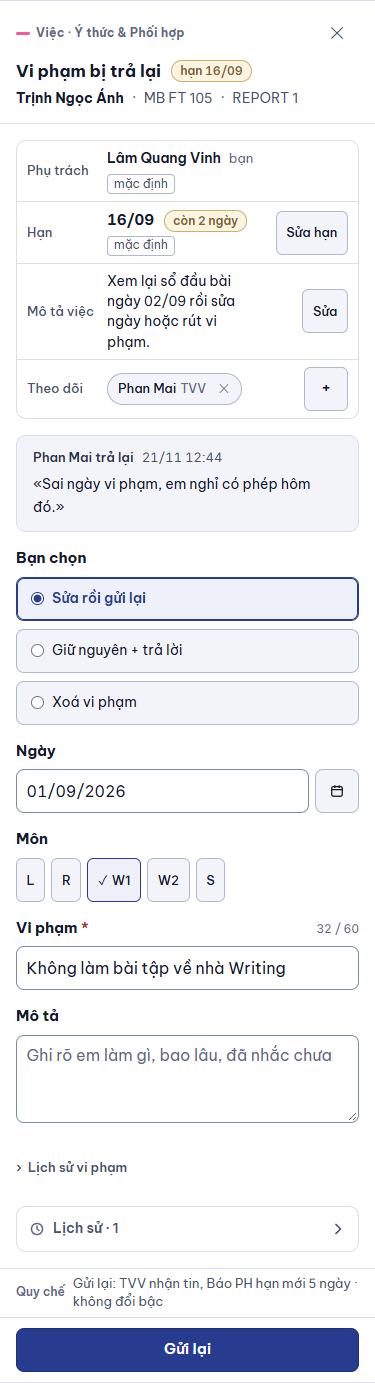 Việc · Ý thức & Phối hợp
Vi phạm bị trả lại hạn 16/09
Trịnh Ngọc Ánh · MB FT 105 · REPORT 1
Phụ trách Lâm Quang Vinh bạn
mặc định
Hạn 16/09 còn 2 ngày Sửa hạn
mặc định
Xem lại sổ đầu bài
ngày 02/09 rồi sửa
Mô tả việc ngày hoặc rút vi Sửa
phạm.
Theo dõi Phan Mai TVV × +
Phan Mai trả lại 21/11 12:44
«Sai ngày vi phạm, em nghỉ có phép hôm
đó.»
Bạn chọn
Sửa rồi gửi lại
Giữ nguyên + trả lời
Xoá vi phạm
Ngày
01/09/2026
Môn
L R ✓ W1 W2 S
Vi phạm * 32 / 60
Không làm bài tập về nhà Writing
Mô tả
Ghi rõ em làm gì, bao lâu, đã nhắc chưa
› Lịch sử vi phạm
Lịch sử · 1
Quy chế Gửi lại: TVV nhận tin, Báo PH hạn mới 5 ngày ·
không đổi bậc
Gửi lại